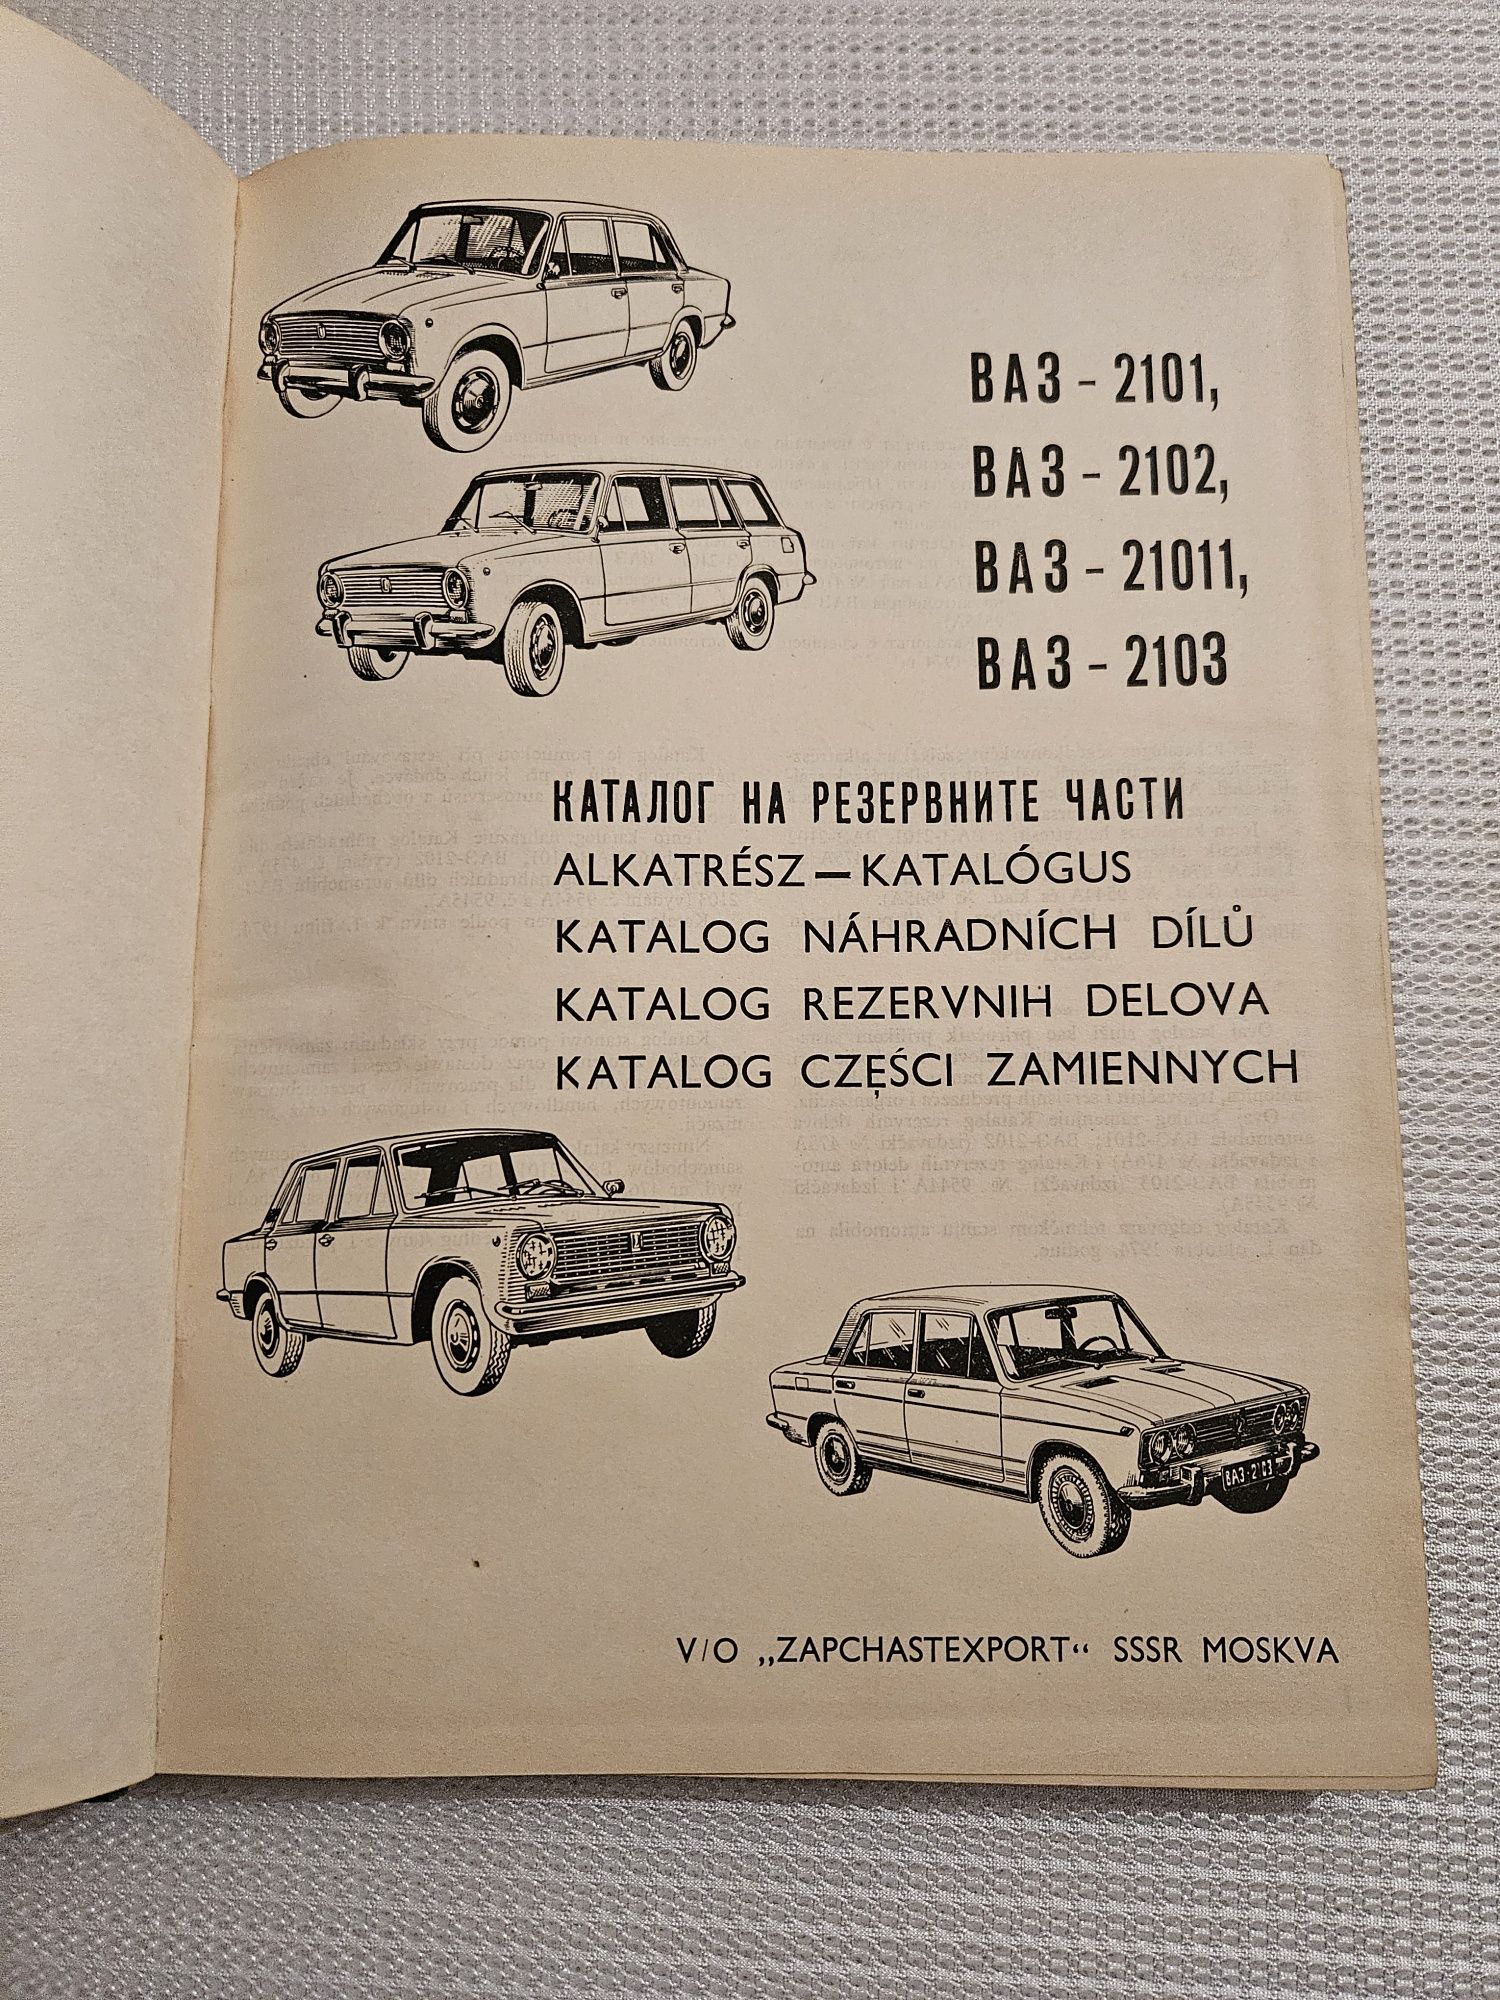 ВАЗ – 2101,
ВАЗ – 2102,
ВАЗ – 21011,
ВАЗ – 2103
КАТАЛОГ НА РЕЗЕРВНИТЕ ЧАСТИ
ALKATRÉSZ — KATALÓGUS
KATALOG NÁHRADNÍCH DÍLŮ
KATALOG REZERVNIH DELOVA
KATALOG CZĘŚCI ZAMIENNYCH
ВАЗ-2103
V/O „ZAPCHASTEXPORT“ SSSR MOSKVA